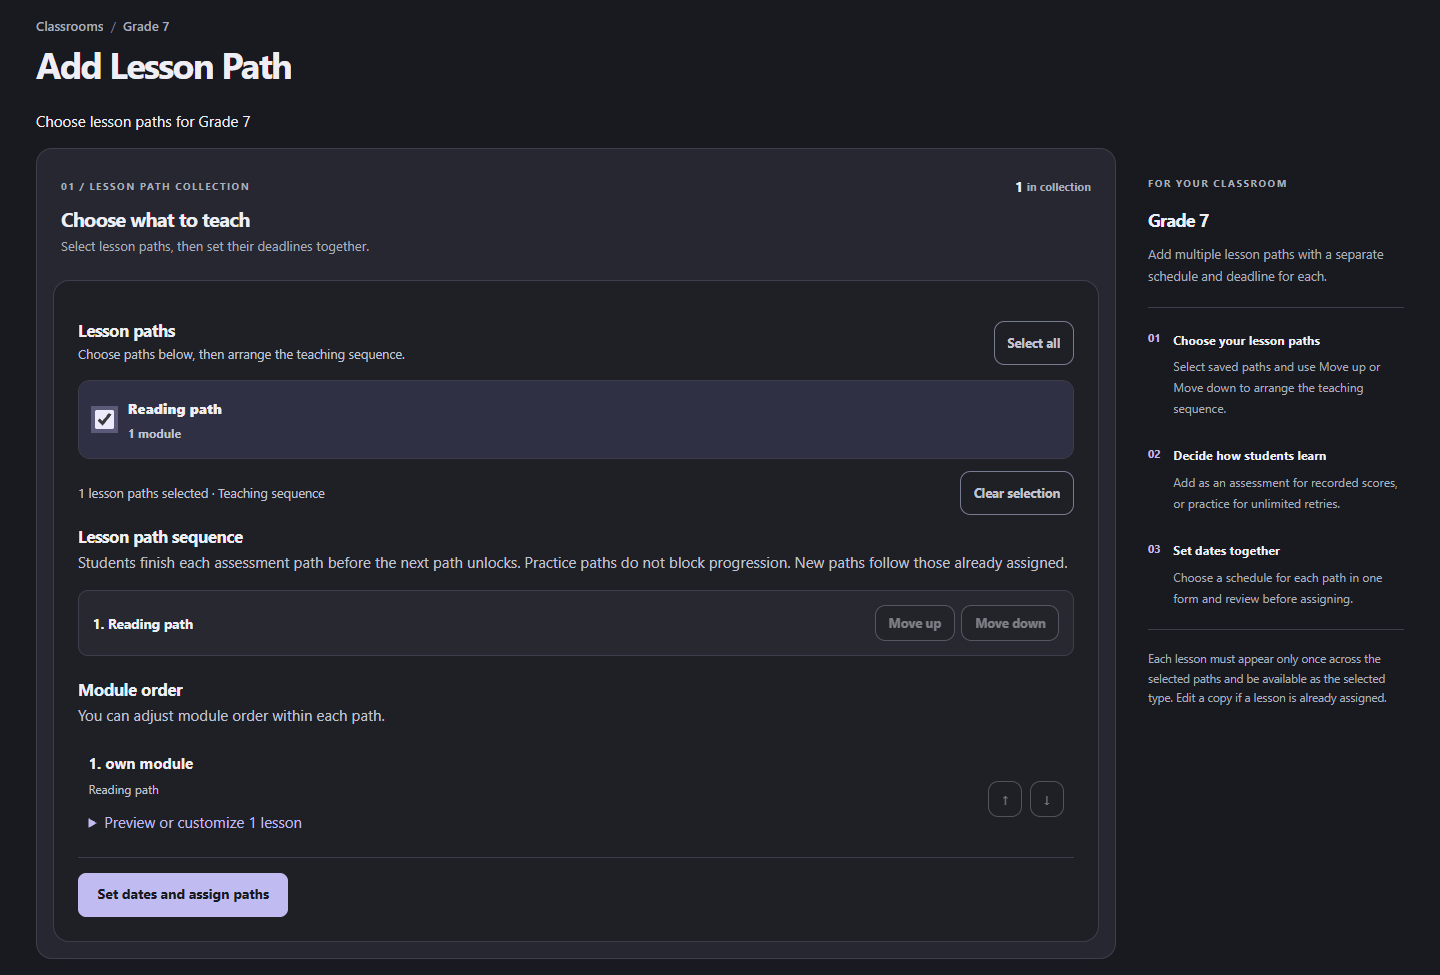 Classrooms / Grade 7
Add Lesson Path
Choose lesson paths for Grade 7
01 / LESSON PATH COLLECTION
1 in collection
Choose what to teach
Select lesson paths, then set their deadlines together.
Lesson paths
Choose paths below, then arrange the teaching sequence.
Select all
Reading path
1 module
1 lesson paths selected · Teaching sequence
Clear selection
Lesson path sequence
Students finish each assessment path before the next path unlocks. Practice paths do not block progression. New paths follow those already assigned.
1. Reading path
Move up
Move down
Module order
You can adjust module order within each path.
1. own module
Reading path
↑
↓
Preview or customize 1 lesson
Set dates and assign paths
FOR YOUR CLASSROOM
Grade 7
Add multiple lesson paths with a separate
schedule and deadline for each.
01 Choose your lesson paths
Select saved paths and use Move up or
Move down to arrange the teaching
sequence.
02 Decide how students learn
Add as an assessment for recorded scores,
or practice for unlimited retries.
03 Set dates together
Choose a schedule for each path in one
form and review before assigning.
Each lesson must appear only once across the
selected paths and be available as the selected
type. Edit a copy if a lesson is already assigned.